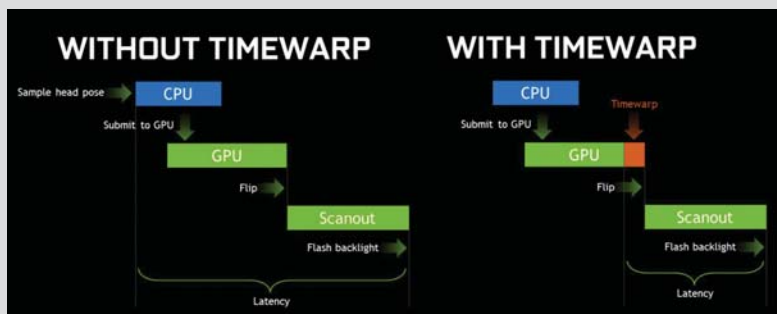 WITHOUT TIMEWARP
Sample head pose
CPU
Submit to GPU
GPU
Flip
Scanout
Flash backlight
Latency
WITH TIMEWARP
CPU
Timewarp
Submit to GPU
GPU
Flip
Scanout
Flash backlight
Latency